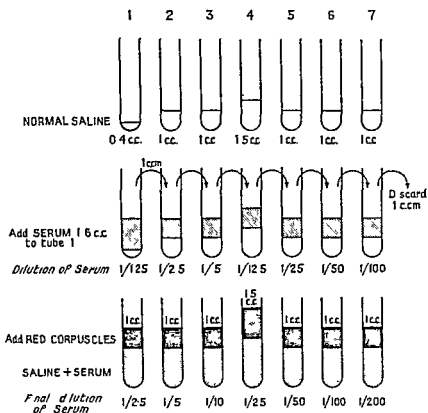 1 2 3 4 5 6 7
NORMAL SALINE
0.4 c.c. 1 c.c. 1 c.c 1.5 c.c. 1 c.c. 1 c.c. 1 c.c
1 c.cm
D scard
1 c.cm
Add SERUM 1 6 c.c
to tube 1
Dilution of Serum 1/1 25 1/2 5 1/5 1/12 5 1/25 1/50 1/100
1.5
c.c
1 c.c. 1 c.c. 1 c.c. 1 c.c. 1 c.c. 1 c.c.
Add RED CORPUSCLES
SALINE + SERUM
F nal dilution 1/2·5 1/5 1/10 1/25 1/50 1/100 1/200
of Serum